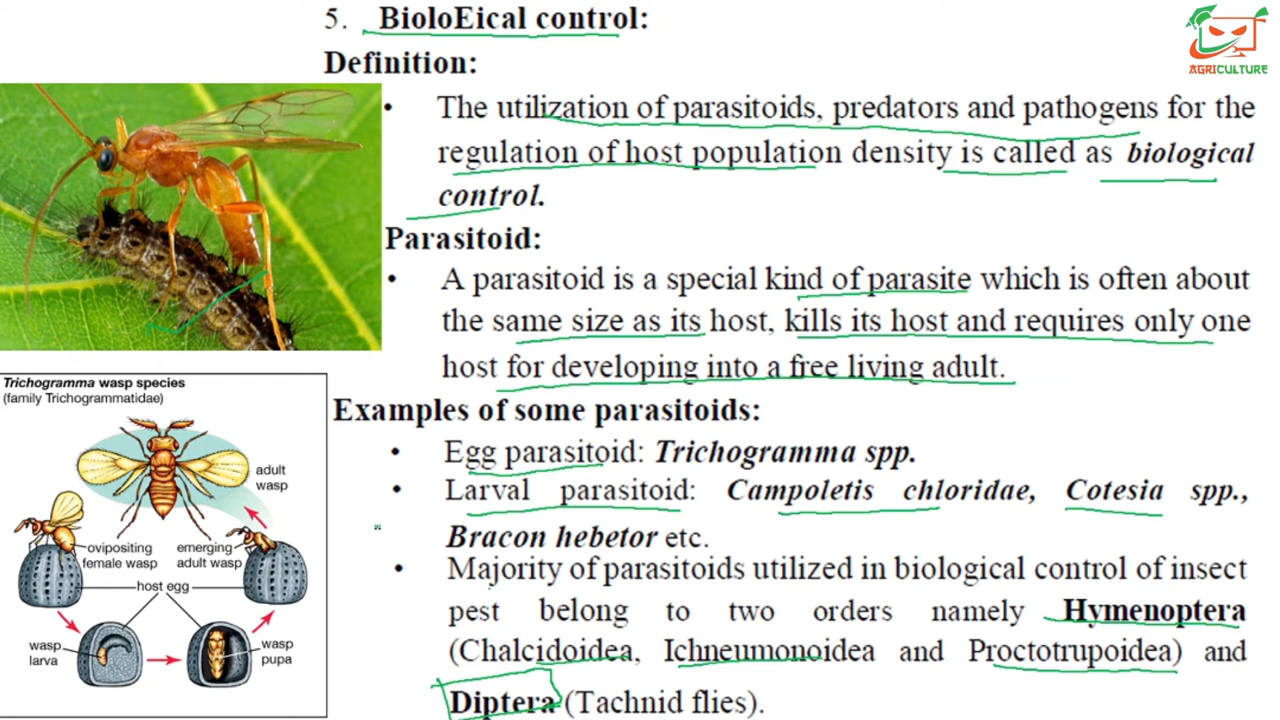 5. BioloEical control:
Definition:
• The utilization of parasitoids, predators and pathogens for the
regulation of host population density is called as biological
control.
Parasitoid:
• A parasitoid is a special kind of parasite which is often about
the same size as its host, kills its host and requires only one
host for developing into a free living adult.
Examples of some parasitoids:
• Egg parasitoid: Trichogramma spp.
• Larval parasitoid: Campoletis chloridae, Cotesia spp.,
Bracon hebetor etc.
• Majority of parasitoids utilized in biological control of insect
pest belong to two orders namely Hymenoptera
(Chalcidoidea, Ichneumonoidea and Proctotrupoidea) and
Diptera (Tachnid flies).
AGRICULTURE
Trichogramma wasp species
(family Trichogrammatidae)
adult
wasp
ovipositing
female wasp
emerging
adult wasp
host egg
wasp
larva
wasp
pupa